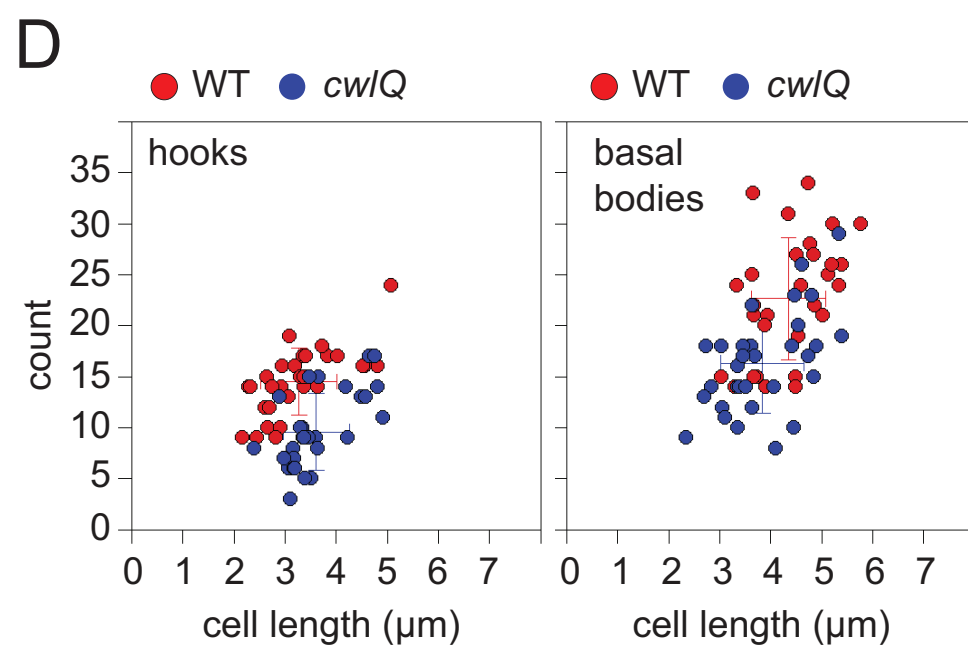 D
WT cwlQ
WT cwlQ
hooks
basal
bodies
35
30
25
20
15
10
5
0
count
0 1 2 3 4 5 6 7
0 1 2 3 4 5 6 7
cell length (μm)
cell length (μm)